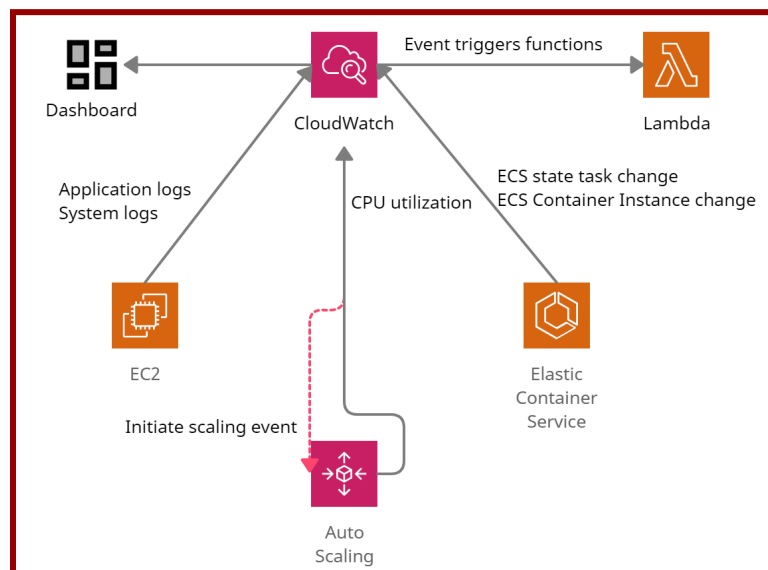 Event triggers functions
Dashboard
CloudWatch
Lambda
Application logs
System logs
CPU utilization
ECS state task change
ECS Container Instance change
EC2
Elastic
Container
Service
Initiate scaling event
Auto
Scaling